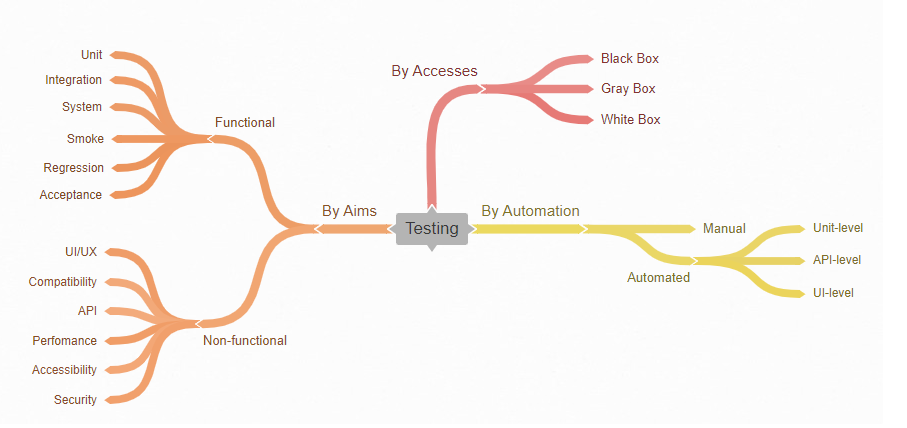 Testing
By Accesses
Black Box
Gray Box
White Box
By Automation
Manual
Automated
Unit-level
API-level
UI-level
By Aims
Functional
Unit
Integration
System
Smoke
Regression
Acceptance
Non-functional
UI/UX
Compatibility
API
Perfomance
Accessibility
Security